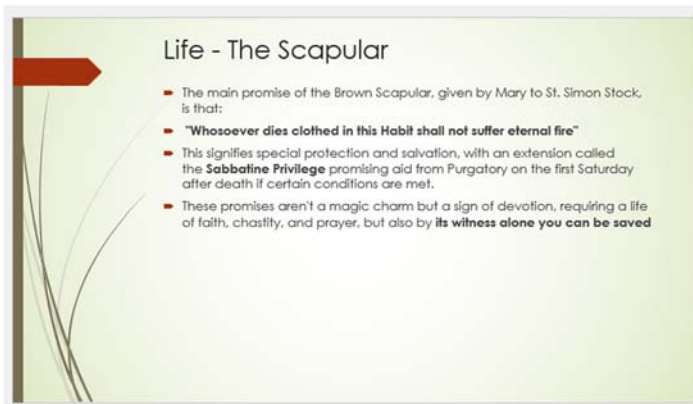 Life - The Scapular
The main promise of the Brown Scapular, given by Mary to St. Simon Stock,
is that:
"Whosoever dies clothed in this Habit shall not suffer eternal fire"
This signifies special protection and salvation, with an extension called
the Sabbatine Privilege promising aid from Purgatory on the first Saturday
after death if certain conditions are met.
These promises aren't a magic charm but a sign of devotion, requiring a life
of faith, chastity, and prayer, but also by its witness alone you can be saved